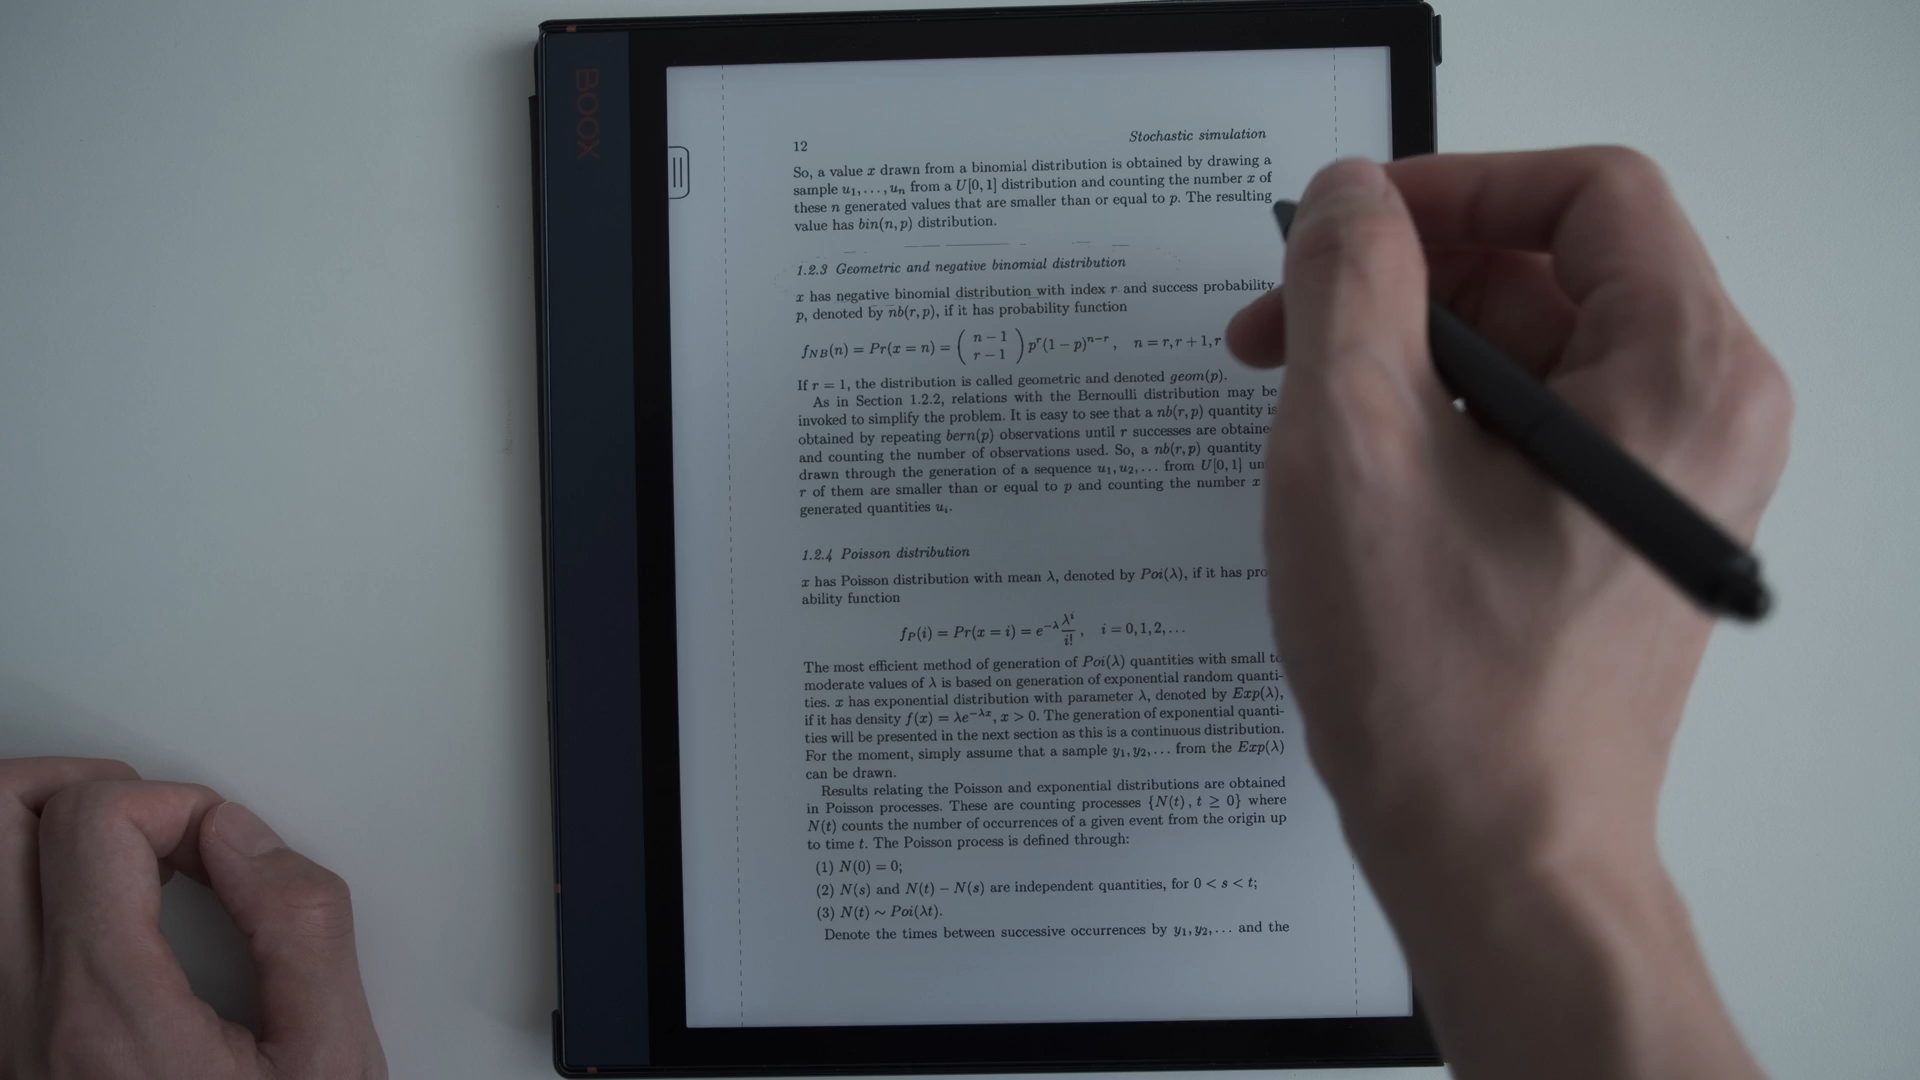 BOOX
12 Stochastic simulation
So, a value x drawn from a binomial distribution is obtained by drawing a
sample u₁, . . . , uₙ from a U[0, 1] distribution and counting the number x of
these n generated values that are smaller than or equal to p. The resulting
value has bin(n, p) distribution.
1.2.3 Geometric and negative binomial distribution
x has negative binomial distribution with index r and success probability
p, denoted by nb(r, p), if it has probability function
f_NB(n) = Pr(x = n) = ( n − 1 r − 1 ) pʳ(1 − p)ⁿ⁻ʳ, n = r, r + 1, r
If r = 1, the distribution is called geometric and denoted geom(p).
As in Section 1.2.2, relations with the Bernoulli distribution may be
invoked to simplify the problem. It is easy to see that a nb(r, p) quantity is
obtained by repeating bern(p) observations until r successes are obtaine
and counting the number of observations used. So, a nb(r, p) quantity
drawn through the generation of a sequence u₁, u₂, . . . from U[0, 1] un
r of them are smaller than or equal to p and counting the number x
generated quantities uᵢ.
1.2.4 Poisson distribution
x has Poisson distribution with mean λ, denoted by Poi(λ), if it has pro
ability function
f_P(i) = Pr(x = i) = e^−λ λⁱ/i!, i = 0, 1, 2, . . .
The most efficient method of generation of Poi(λ) quantities with small to
moderate values of λ is based on generation of exponential random quanti-
ties. x has exponential distribution with parameter λ, denoted by Exp(λ),
if it has density f(x) = λe^−λx, x > 0. The generation of exponential quanti-
ties will be presented in the next section as this is a continuous distribution.
For the moment, simply assume that a sample y₁, y₂, . . . from the Exp(λ)
can be drawn.
Results relating the Poisson and exponential distributions are obtained
in Poisson processes. These are counting processes {N(t), t ≥ 0} where
N(t) counts the number of occurrences of a given event from the origin up
to time t. The Poisson process is defined through:
(1) N(0) = 0;
(2) N(s) and N(t) − N(s) are independent quantities, for 0 < s < t;
(3) N(t) ∼ Poi(λt).
Denote the times between successive occurrences by y₁, y₂, . . . and the